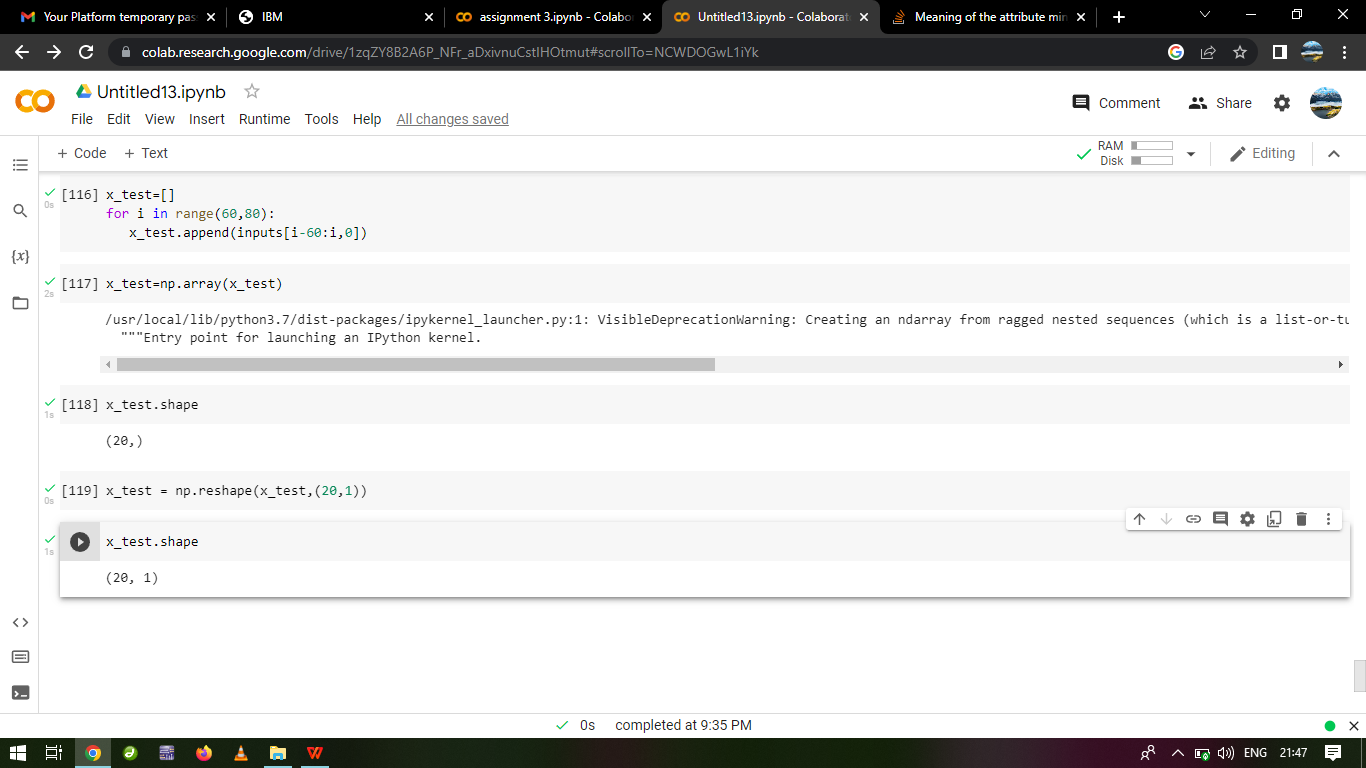 Your Platform temporary pas
IBM
assignment 3.ipynb - Colabo
Untitled13.ipynb - Colaborat
Meaning of the attribute min
colab.research.google.com/drive/1zqZY8B2A6P_NFr_aDxivnuCstIHOtmut#scrollTo=NCWDOGwL1iYk
Untitled13.ipynb
Comment
Share
File Edit View Insert Runtime Tools Help All changes saved
+ Code + Text
RAM
Disk
Editing
[116] x_test=[]
0s
for i in range(60,80):
x_test.append(inputs[i-60:i,0])
[117] x_test=np.array(x_test)
2s
/usr/local/lib/python3.7/dist-packages/ipykernel_launcher.py:1: VisibleDeprecationWarning: Creating an ndarray from ragged nested sequences (which is a list-or-tu
"""Entry point for launching an IPython kernel.
[118] x_test.shape
1s
(20,)
[119] x_test = np.reshape(x_test,(20,1))
0s
x_test.shape
1s
(20, 1)
0s completed at 9:35 PM
ENG 21:47